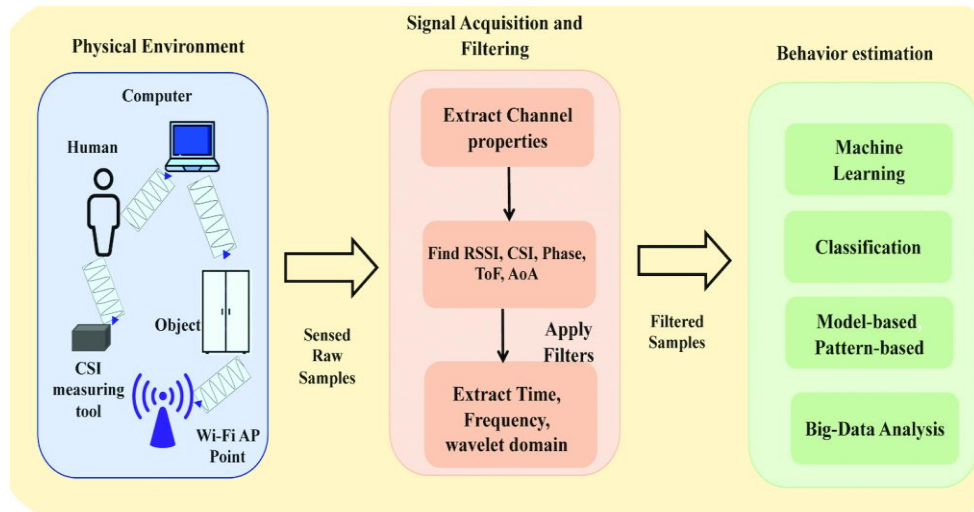 Physical Environment
Computer
Human
Object
CSI
measuring
tool
Wi-Fi AP
Point
Sensed
Raw
Samples
Signal Acquisition and
Filtering
Extract Channel
properties
Find RSSI, CSI, Phase,
ToF, AoA
Apply
Filters
Extract Time,
Frequency,
wavelet domain
Filtered
Samples
Behavior estimation
Machine
Learning
Classification
Model-based
Pattern-based
Big-Data Analysis